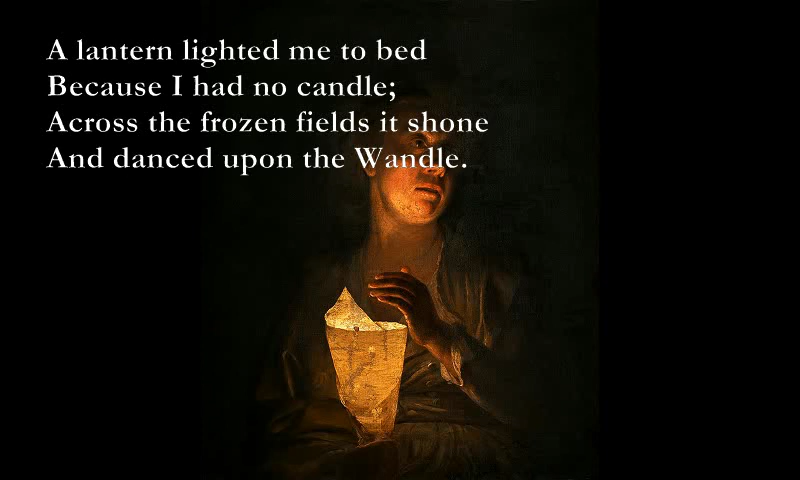 A lantern lighted me to bed
Because I had no candle;
Across the frozen fields it shone
And danced upon the Wandle.